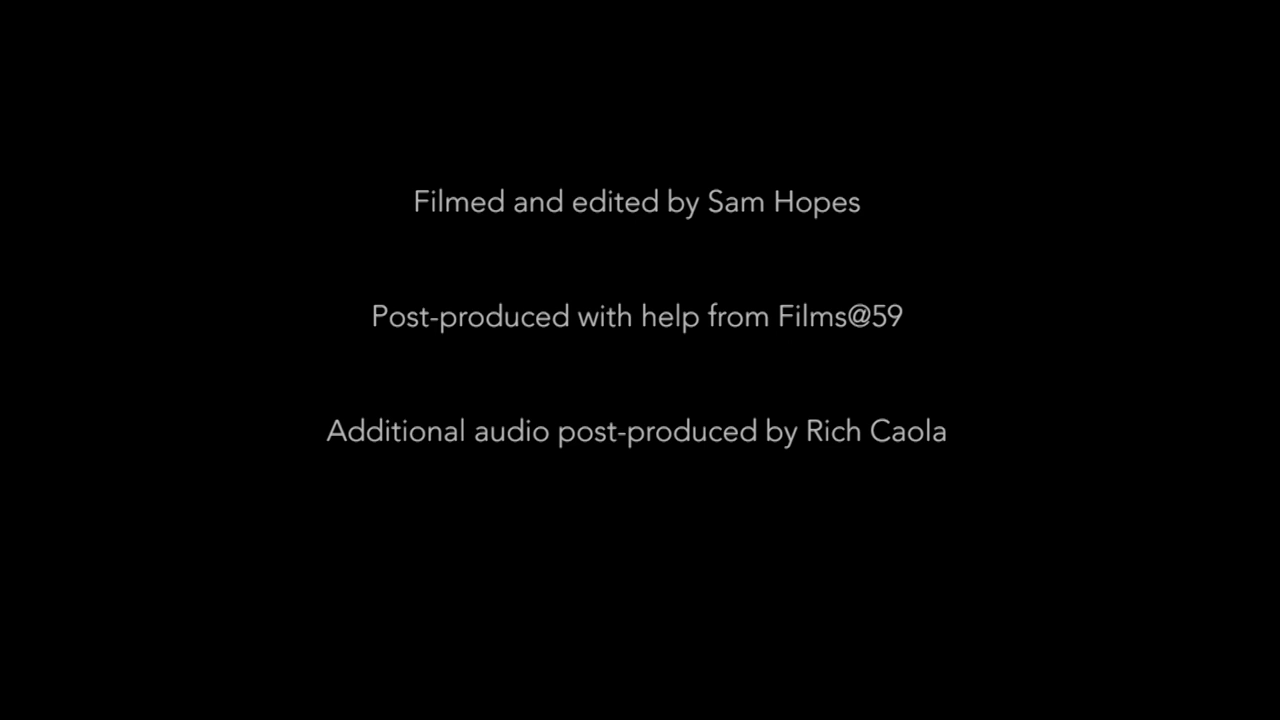 Filmed and edited by Sam Hopes
Post-produced with help from Films@59
Additional audio post-produced by Rich Caola